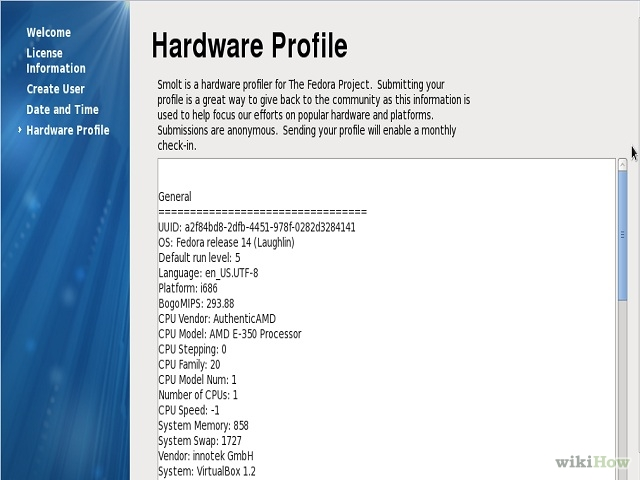 Welcome
License
Information
Create User
Date and Time
Hardware Profile
Hardware Profile
Smolt is a hardware profiler for The Fedora Project. Submitting your
profile is a great way to give back to the community as this information is
used to help focus our efforts on popular hardware and platforms.
Submissions are anonymous. Sending your profile will enable a monthly
check-in.
General
=================================
UUID: a2f84bd8-2dfb-4451-978f-0282d3284141
OS: Fedora release 14 (Laughlin)
Default run level: 5
Language: en_US.UTF-8
Platform: i686
BogoMIPS: 293.88
CPU Vendor: AuthenticAMD
CPU Model: AMD E-350 Processor
CPU Stepping: 0
CPU Family: 20
CPU Model Num: 1
Number of CPUs: 1
CPU Speed: -1
System Memory: 858
System Swap: 1727
Vendor: innotek GmbH
System: VirtualBox 1.2
wikiHow